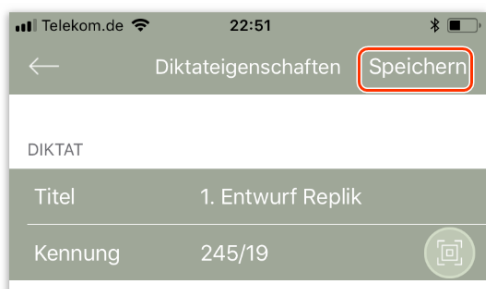 Telekom.de 22:51
Diktateigenschaften Speichern
DIKTAT
Titel 1. Entwurf Replik
Kennung 245/19